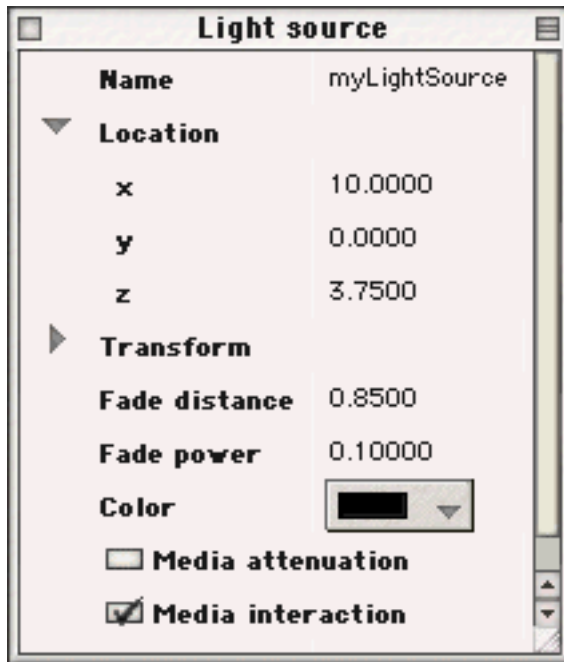 Light source
Name myLightSource
Location
x 10.0000
y 0.0000
z 3.7500
Transform
Fade distance 0.8500
Fade power 0.10000
Color
Media attenuation
Media interaction